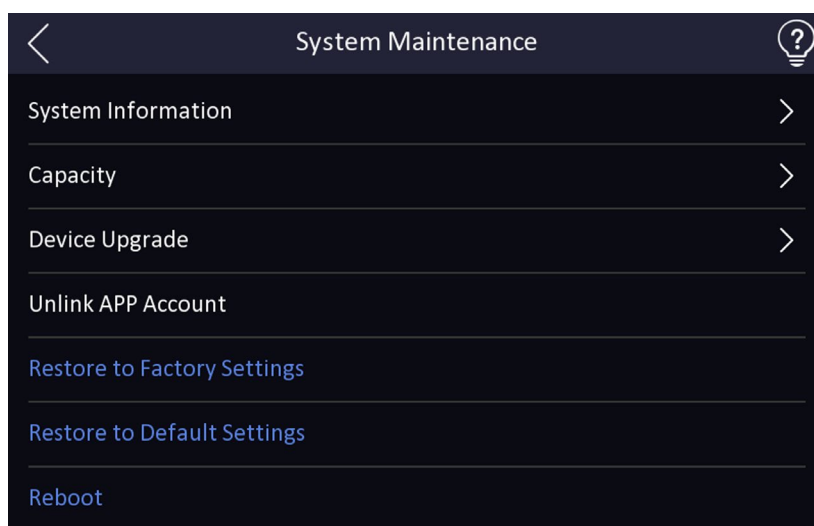 System Maintenance
System Information
Capacity
Device Upgrade
Unlink APP Account
Restore to Factory Settings
Restore to Default Settings
Reboot